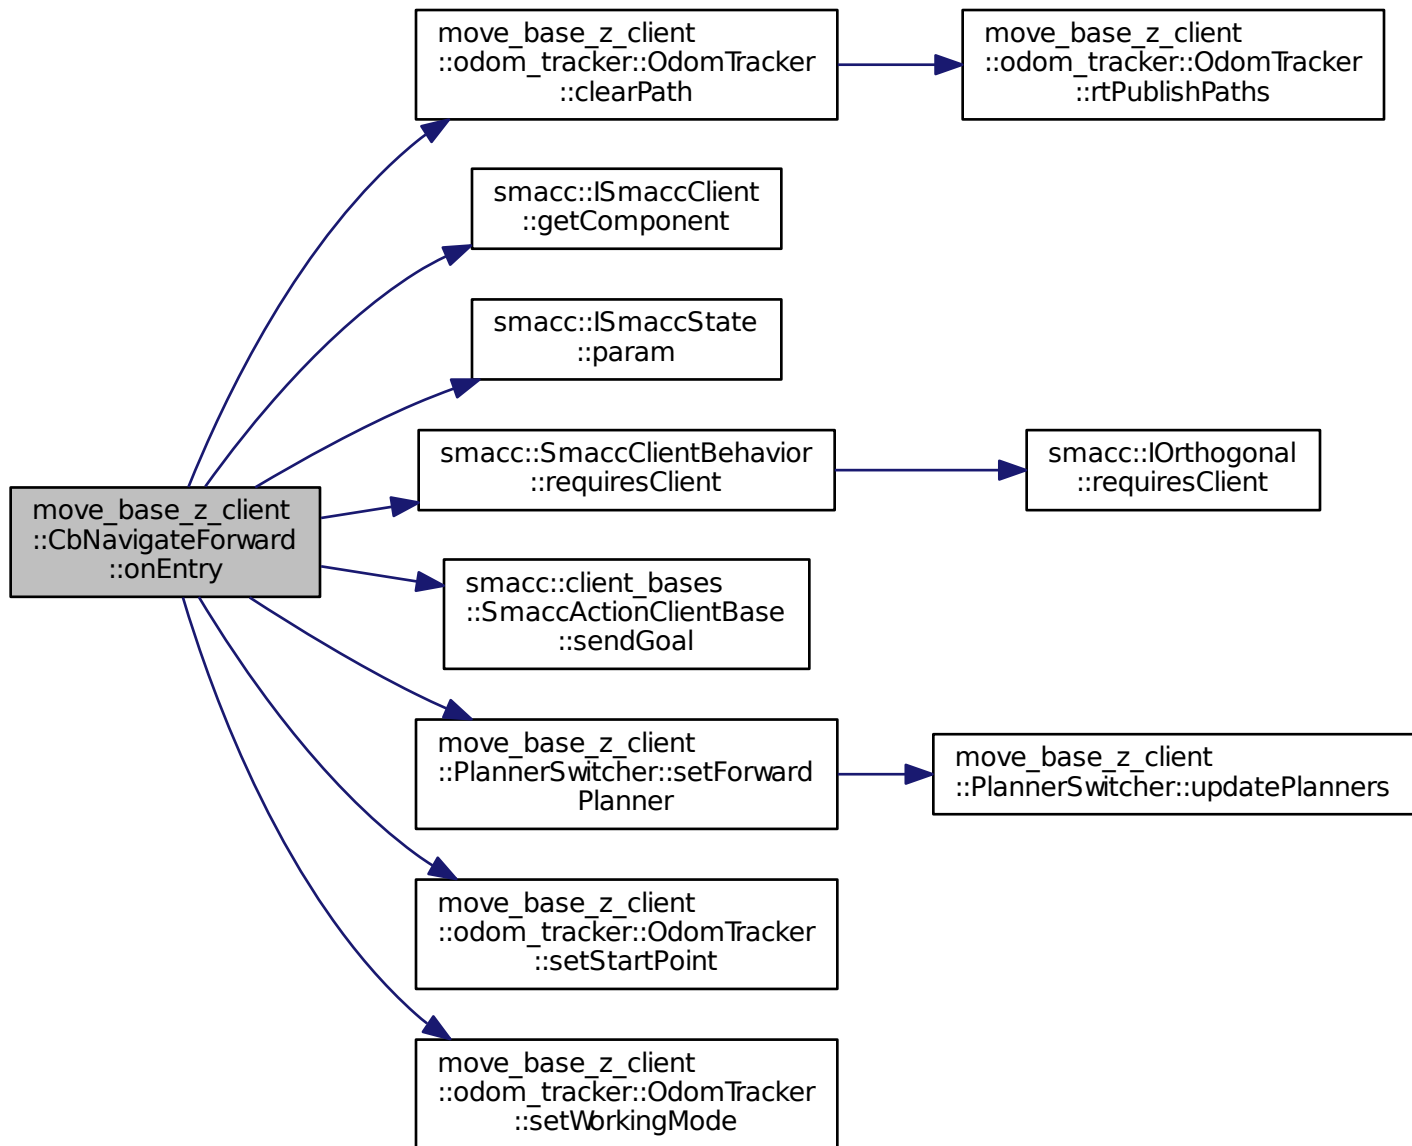 move_base_z_client
::odom_tracker::OdomTracker
::clearPath
move_base_z_client
::odom_tracker::OdomTracker
::rtPublishPaths
smacc::ISmaccClient
::getComponent
smacc::ISmaccState
::param
smacc::SmaccClientBehavior
::requiresClient
smacc::IOrthogonal
::requiresClient
move_base_z_client
::CbNavigateForward
::onEntry
smacc::client_bases
::SmaccActionClientBase
::sendGoal
move_base_z_client
::PlannerSwitcher::setForward
Planner
move_base_z_client
::PlannerSwitcher::updatePlanners
move_base_z_client
::odom_tracker::OdomTracker
::setStartPoint
move_base_z_client
::odom_tracker::OdomTracker
::setWorkingMode